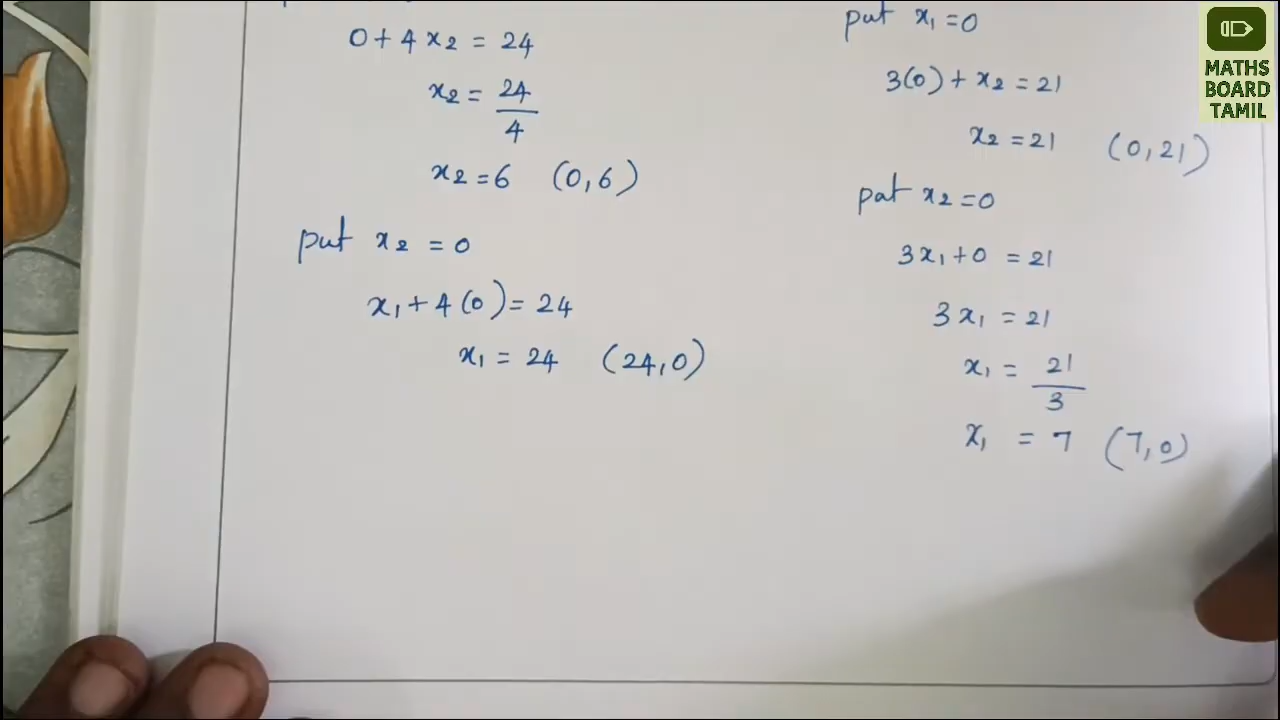 0 + 4x₂ = 24
x₂ = 24/4
x₂ = 6 (0,6)
put x₂ = 0
x₁ + 4(0) = 24
x₁ = 24 (24,0)
put x₁ = 0
3(0) + x₂ = 21
x₂ = 21 (0,21)
pat x₂ = 0
3x₁ + 0 = 21
3x₁ = 21
x₁ = 21/3
x₁ = 7 (7,0)
MATHS
BOARD
TAMIL